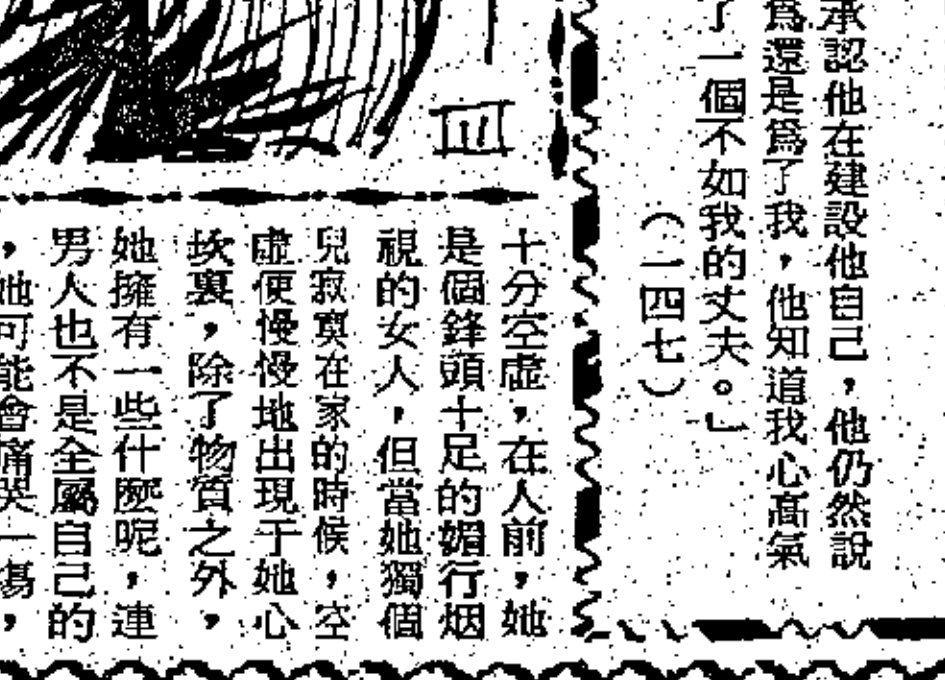 承認他在建設他自己，他仍然說
爲還是爲了我，他知道我心高氣
了一個不如我的丈夫。」
（一四七）
十分空虛，在人前，她
是個鋒頭十足的媚行烟
視的女人，但當她獨個
兒寂寞在家的時候，空
虛便慢慢地出現于她心
坎裏，除了物質之外，
她擁有一些什麼呢，連
男人也不是全屬自己的
，她可能會痛哭一場，